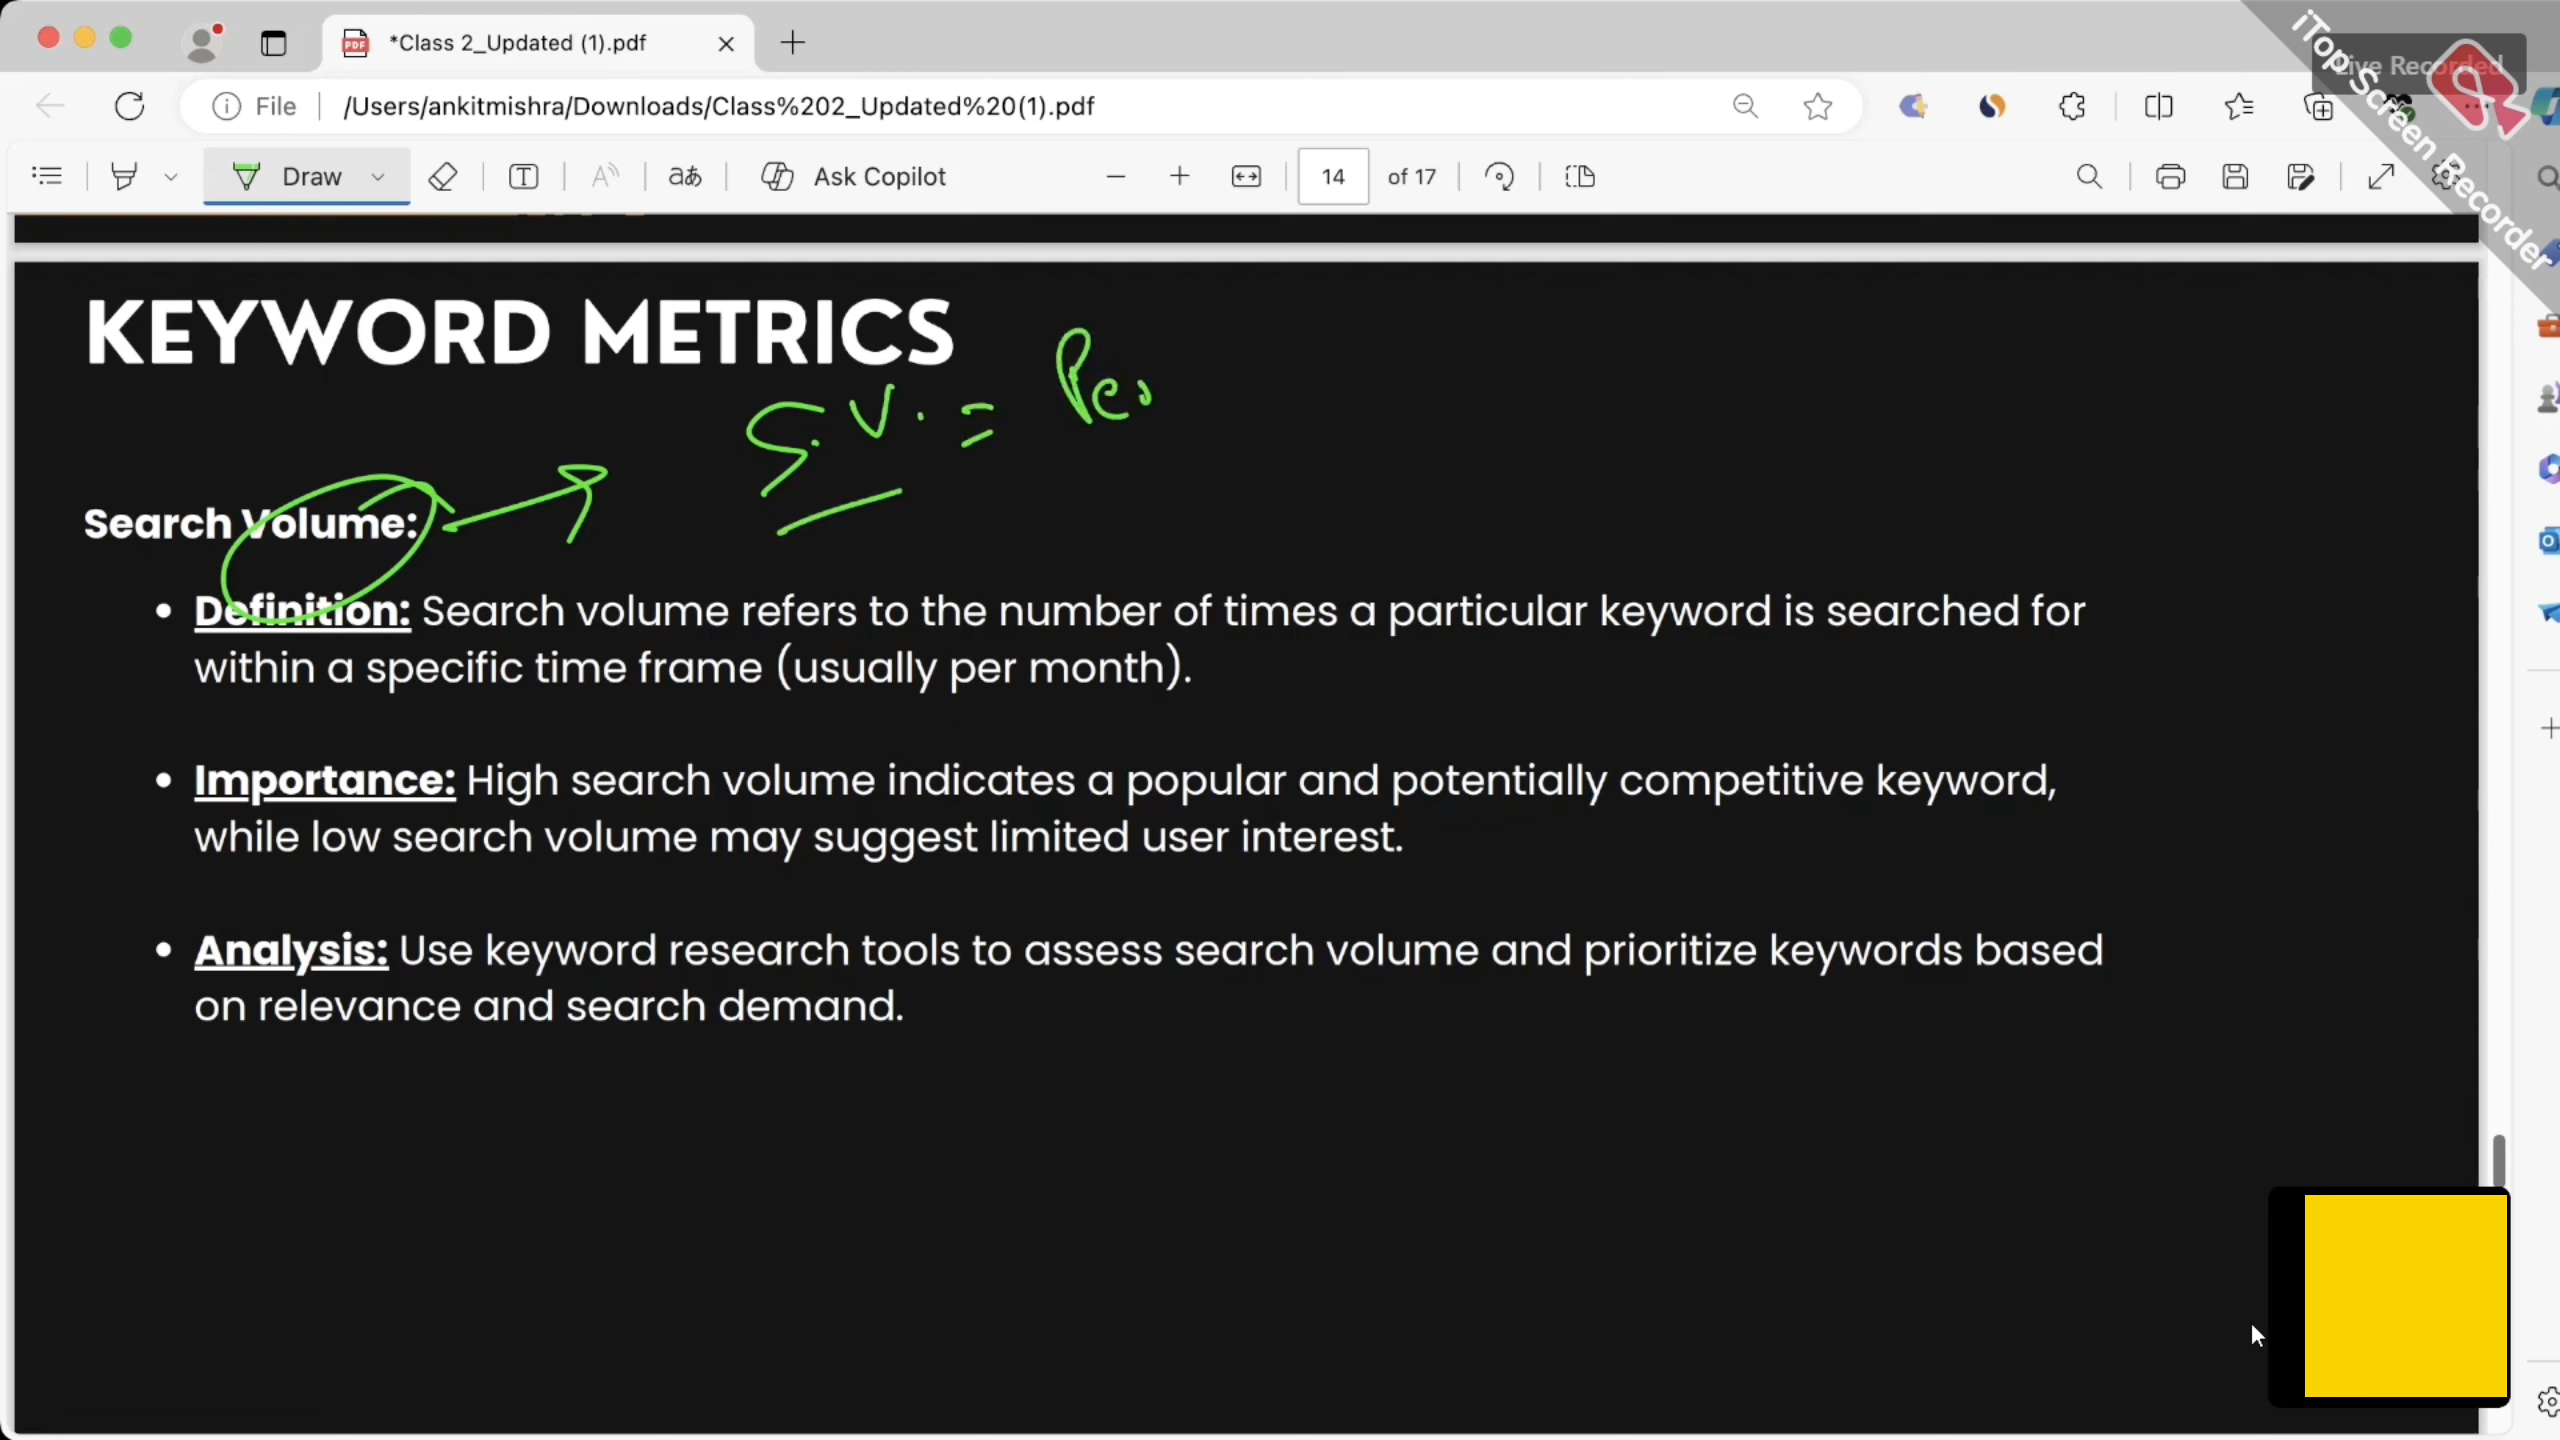 *Class 2_Updated (1).pdf
File
/Users/ankitmishra/Downloads/Class%202_Updated%20(1).pdf
Draw
Ask Copilot
14 of 17
iTop Screen Recorder
KEYWORD METRICS
S.V. =
Search Volume:
• Definition: Search volume refers to the number of times a particular keyword is searched for
within a specific time frame (usually per month).
• Importance: High search volume indicates a popular and potentially competitive keyword,
while low search volume may suggest limited user interest.
• Analysis: Use keyword research tools to assess search volume and prioritize keywords based
on relevance and search demand.